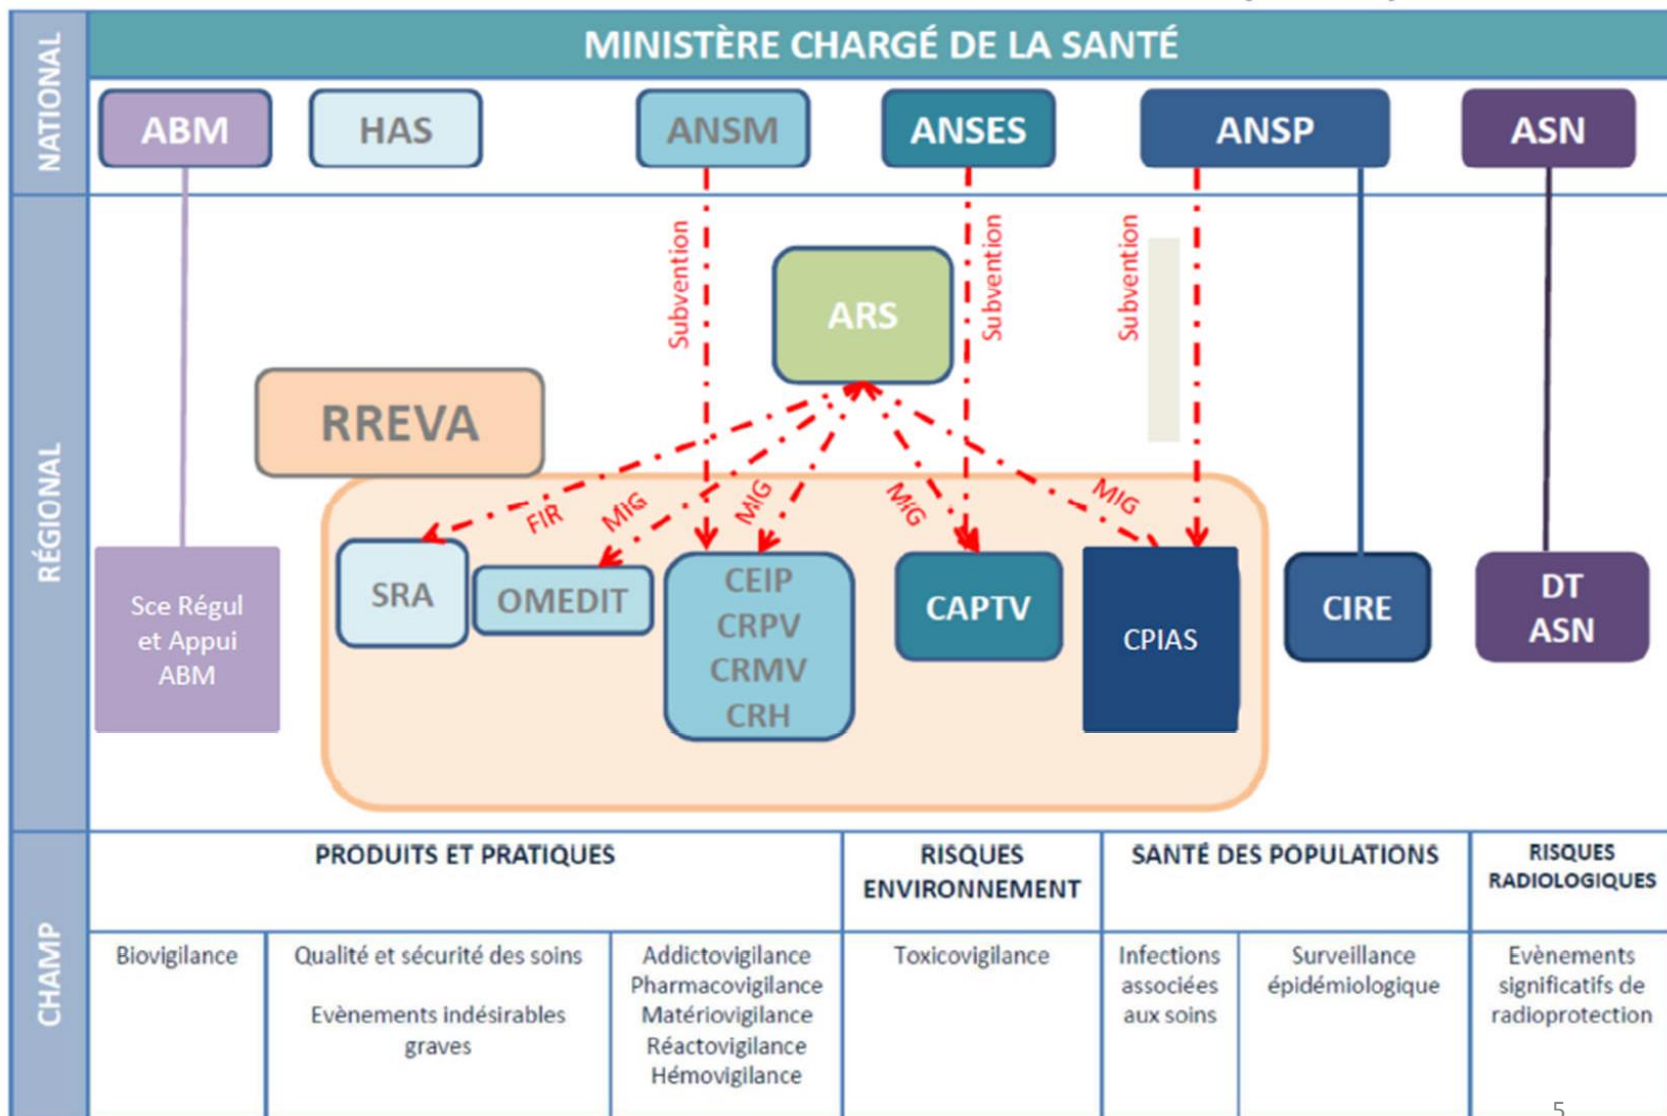 MINISTÈRE CHARGÉ DE LA SANTÉ
NATIONAL
ABM
HAS
ANSM
ANSES
ANSP
ASN
RÉGIONAL
Subvention
Subvention
Subvention
ARS
RREVA
FIR
MIG
MIG
MIG
MIG
Sce Régul
et Appui
ABM
SRA
OMEDIT
CEIP
CRPV
CRMV
CRH
CAPTV
CPIAS
CIRE
DT
ASN
CHAMP
PRODUITS ET PRATIQUES
RISQUES
ENVIRONNEMENT
SANTÉ DES POPULATIONS
RISQUES
RADIOLOGIQUES
Biovigilance
Qualité et sécurité des soins
Evènements indésirables
graves
Addictovigilance
Pharmacovigilance
Matériovigilance
Réactovigilance
Hémovigilance
Toxicovigilance
Infections
associées
aux soins
Surveillance
épidémiologique
Evènements
significatifs de
radioprotection
5